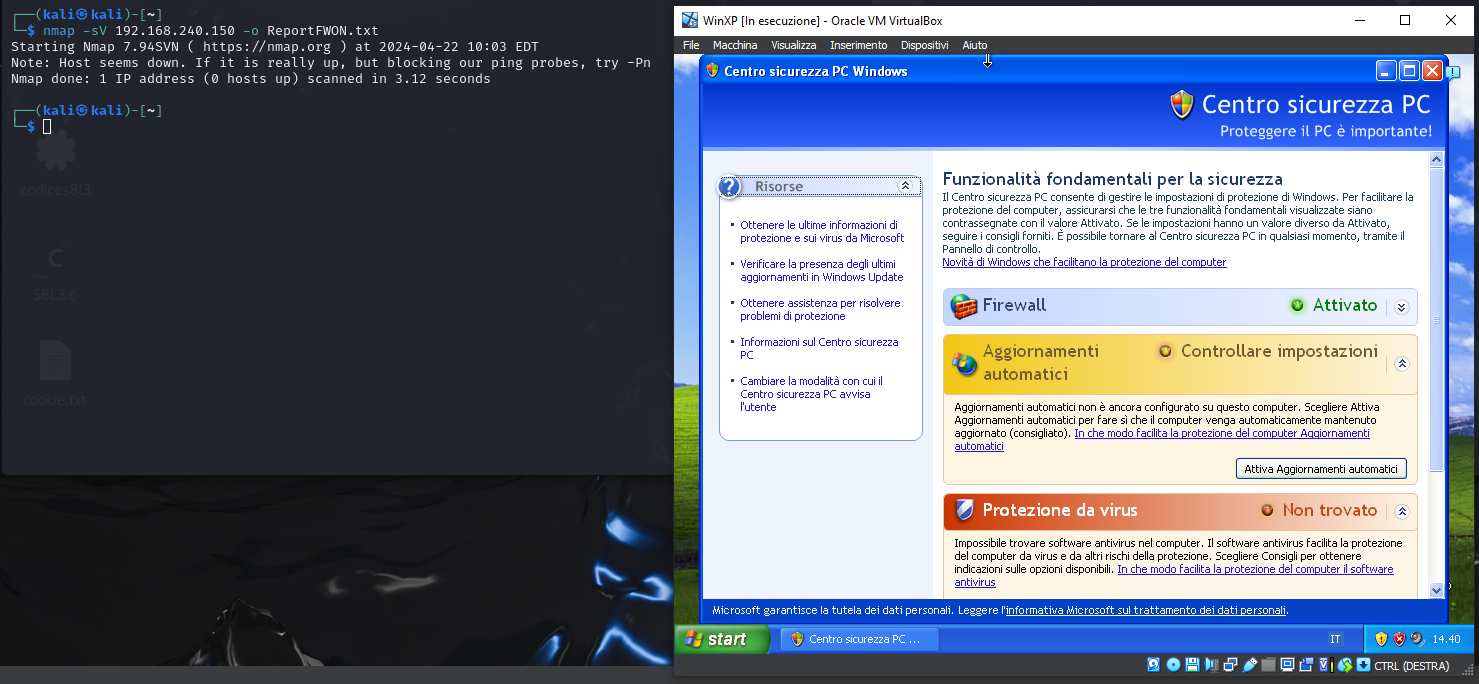 ┌──(kali㉿kali)-[~]
└─$ nmap -sV 192.168.240.150 -o ReportFWON.txt
Starting Nmap 7.94SVN ( https://nmap.org ) at 2024-04-22 10:03 EDT
Note: Host seems down. If it is really up, but blocking our ping probes, try -Pn
Nmap done: 1 IP address (0 hosts up) scanned in 3.12 seconds
┌──(kali㉿kali)-[~]
└─$
codices8l3
C
S8L3.c
cookie.txt
WinXP [In esecuzione] - Oracle VM VirtualBox
File Macchina Visualizza Inserimento Dispositivi Aiuto
Centro sicurezza PC Windows
Centro sicurezza PC
Proteggere il PC è importante!
Risorse
Ottenere le ultime informazioni di
protezione e sui virus da Microsoft
Verificare la presenza degli ultimi
aggiornamenti in Windows Update
Ottenere assistenza per risolvere
problemi di protezione
Informazioni sul Centro sicurezza
PC
Cambiare la modalità con cui il
Centro sicurezza PC avvisa
l'utente
Funzionalità fondamentali per la sicurezza
Il Centro sicurezza PC consente di gestire le impostazioni di protezione di Windows. Per facilitare la
protezione del computer, assicurarsi che le tre funzionalità fondamentali visualizzate siano
contrassegnate con il valore Attivato. Se le impostazioni hanno un valore diverso da Attivato,
seguire i consigli forniti. È possibile tornare al Centro sicurezza PC in qualsiasi momento, tramite il
Pannello di controllo.
Novità di Windows che facilitano la protezione del computer
Firewall Attivato
Aggiornamenti Controllare impostazioni
automatici
Aggiornamenti automatici non è ancora configurato su questo computer. Scegliere Attiva
Aggiornamenti automatici per fare sì che il computer venga automaticamente mantenuto
aggiornato (consigliato). In che modo facilita la protezione del computer Aggiornamenti
automatici
Attiva Aggiornamenti automatici
Protezione da virus Non trovato
Impossibile trovare software antivirus nel computer. Il software antivirus facilita la protezione
del computer da virus e da altri rischi della protezione. Scegliere Consigli per ottenere
indicazioni sulle opzioni disponibili. In che modo facilita la protezione del computer il software
antivirus
Microsoft garantisce la tutela dei dati personali. Leggere l'informativa Microsoft sul trattamento dei dati personali.
start Centro sicurezza PC ... IT 14.40
CTRL (DESTRA)